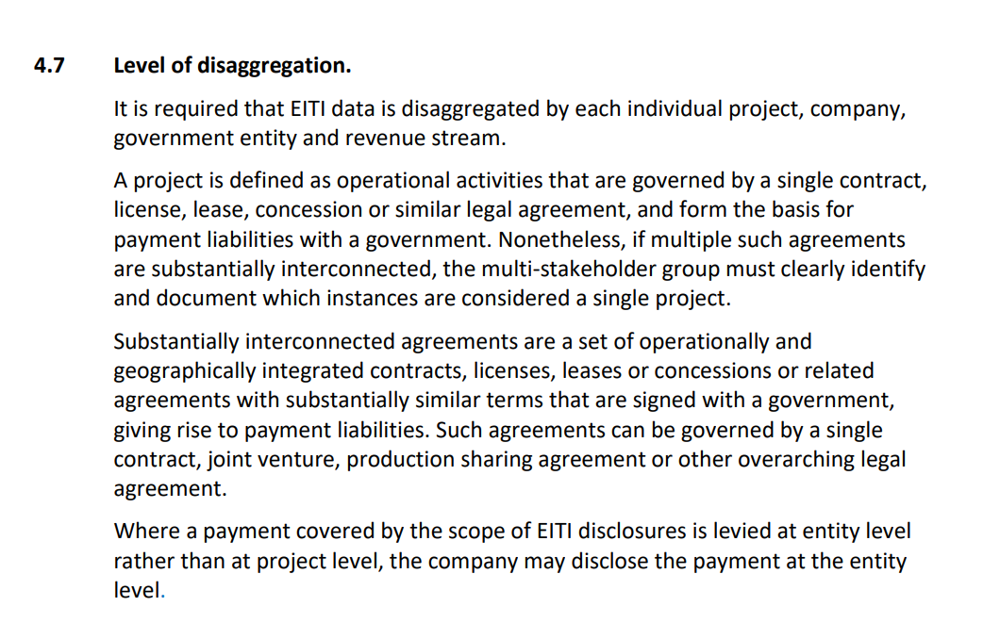 4.7 Level of disaggregation.
It is required that EITI data is disaggregated by each individual project, company,
government entity and revenue stream.
A project is defined as operational activities that are governed by a single contract,
license, lease, concession or similar legal agreement, and form the basis for
payment liabilities with a government. Nonetheless, if multiple such agreements
are substantially interconnected, the multi-stakeholder group must clearly identify
and document which instances are considered a single project.
Substantially interconnected agreements are a set of operationally and
geographically integrated contracts, licenses, leases or concessions or related
agreements with substantially similar terms that are signed with a government,
giving rise to payment liabilities. Such agreements can be governed by a single
contract, joint venture, production sharing agreement or other overarching legal
agreement.
Where a payment covered by the scope of EITI disclosures is levied at entity level
rather than at project level, the company may disclose the payment at the entity
level.